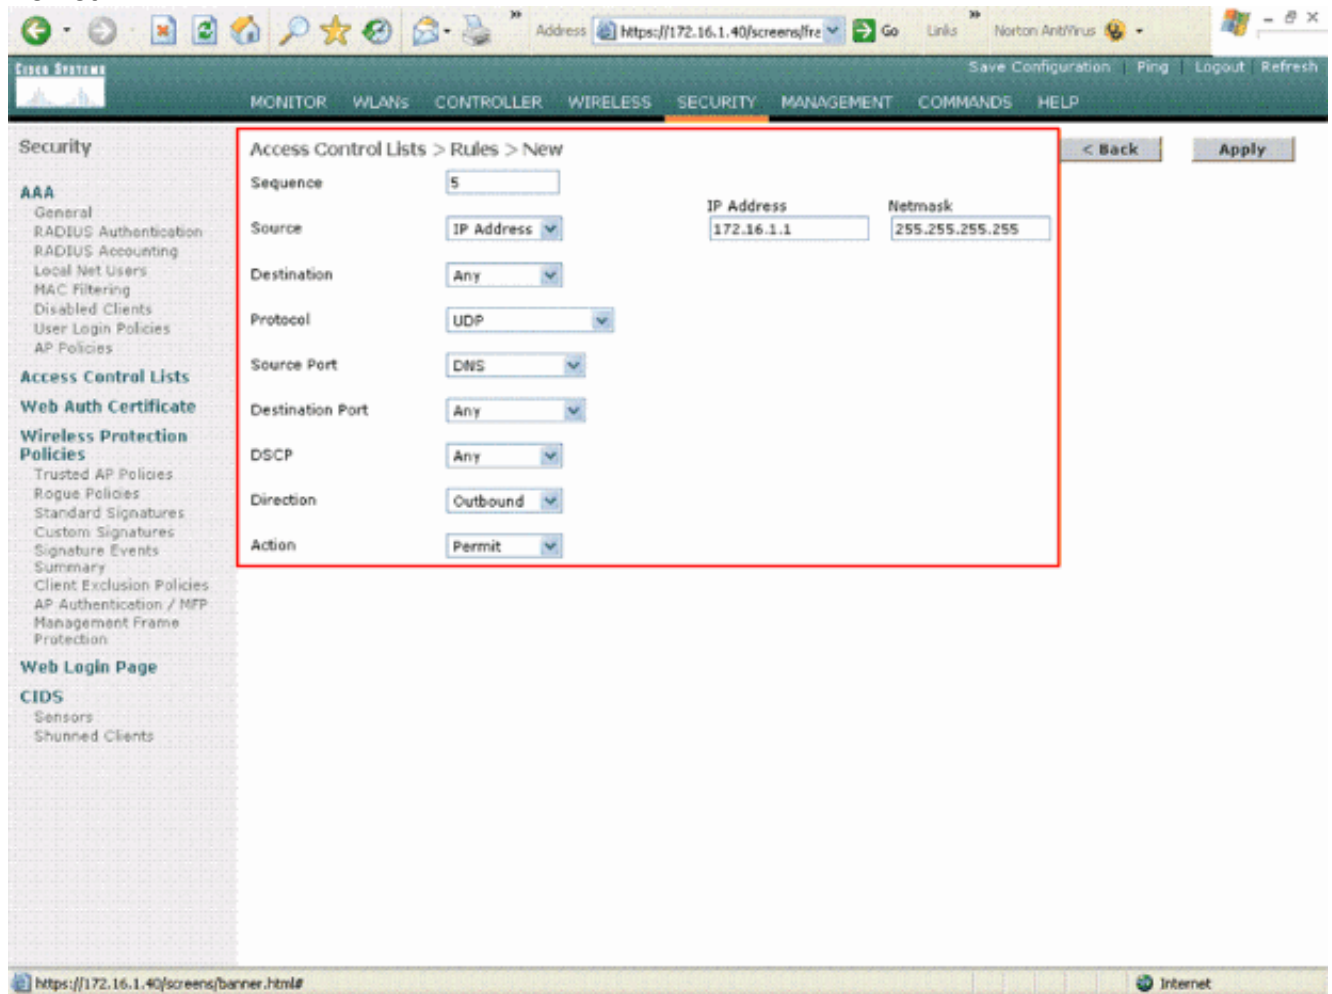 Address https://172.16.1.40/screens/fra Go Links Norton AntiVirus
CISCO SYSTEMS
Save Configuration | Ping | Logout | Refresh
MONITOR WLANs CONTROLLER WIRELESS SECURITY MANAGEMENT COMMANDS HELP
Security
AAA
General
RADIUS Authentication
RADIUS Accounting
Local Net Users
MAC Filtering
Disabled Clients
User Login Policies
AP Policies
Access Control Lists
Web Auth Certificate
Wireless Protection
Policies
Trusted AP Policies
Rogue Policies
Standard Signatures
Custom Signatures
Signature Events
Summary
Client Exclusion Policies
AP Authentication / MFP
Management Frame
Protection
Web Login Page
CIDS
Sensors
Shunned Clients
Access Control Lists > Rules > New
< Back
Apply
Sequence 5
IP Address Netmask
Source IP Address 172.16.1.1 255.255.255.255
Destination Any
Protocol UDP
Source Port DNS
Destination Port Any
DSCP Any
Direction Outbound
Action Permit
https://172.16.1.40/screens/banner.html# Internet